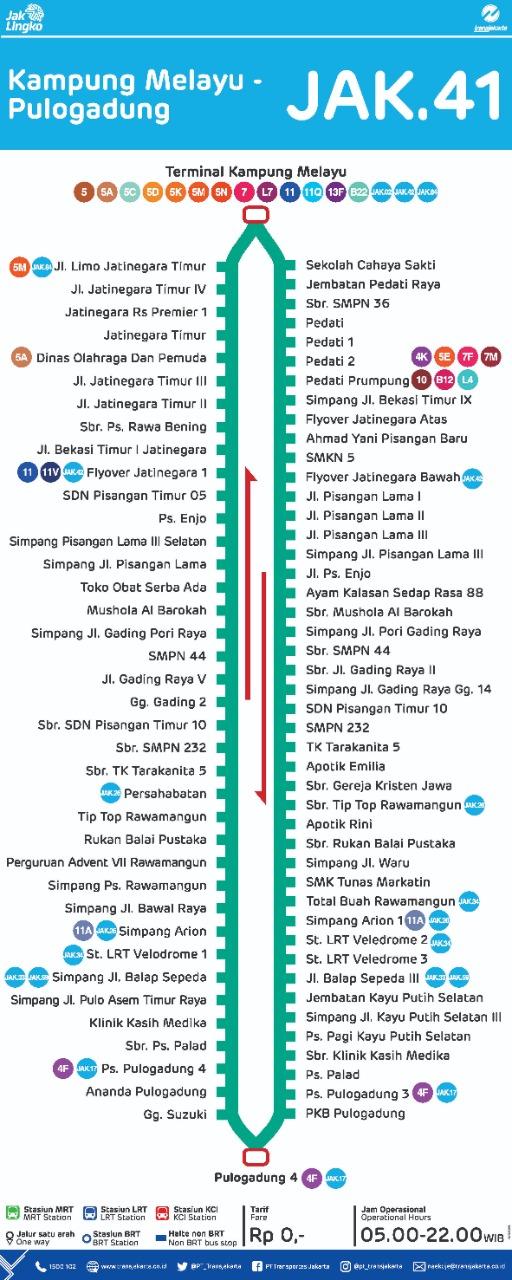 Jak
Lingko
transjakarta
Kampung Melayu -
Pulogadung
JAK.41
Terminal Kampung Melayu
5 5A 5C 5D 5K 5M 5N 7 L7 11 11Q 13F B22 JAK.02 JAK.42 JAK.84
5M JAK.84 Jl. Limo Jatinegara Timur
Jl. Jatinegara Timur IV
Jatinegara Rs Premier 1
Jatinegara Timur
5A Dinas Olahraga Dan Pemuda
Jl. Jatinegara Timur III
Jl. Jatinegara Timur II
Sbr. Ps. Rawa Bening
Jl. Bekasi Timur I Jatinegara
11 11V JAK.42 Flyover Jatinegara 1
SDN Pisangan Timur 05
Ps. Enjo
Simpang Pisangan Lama III Selatan
Simpang Jl. Pisangan Lama
Toko Obat Serba Ada
Mushola Al Barokah
Simpang Jl. Gading Pori Raya
SMPN 44
Jl. Gading Raya V
Gg. Gading 2
Sbr. SDN Pisangan Timur 10
Sbr. SMPN 232
Sbr. TK Tarakanita 5
JAK.26 Persahabatan
Tip Top Rawamangun
Rukan Balai Pustaka
Perguruan Advent VII Rawamangun
Simpang Ps. Rawamangun
Simpang Jl. Bawal Raya
11A JAK.26 Simpang Arion
JAK.34 St. LRT Velodrome 1
Simpang Jl. Balap Sepeda
Simpang Jl. Pulo Asem Timur Raya
Klinik Kasih Medika
Sbr. Ps. Palad
4F JAK.17 Ps. Pulogadung 4
Ananda Pulogadung
Gg. Suzuki
Sekolah Cahaya Sakti
Jembatan Pedati Raya
Sbr. SMPN 36
Pedati
Pedati 1
Pedati 2 4K 5E 7F 7M
Pedati Prumpung 10 B12 L4
Simpang Jl. Bekasi Timur IX
Flyover Jatinegara Atas
Ahmad Yani Pisangan Baru
SMKN 5
Flyover Jatinegara Bawah JAK.42
Jl. Pisangan Lama I
Jl. Pisangan Lama II
Jl. Pisangan Lama III
Simpang Jl. Pisangan Lama III
Jl. Ps. Enjo
Ayam Kalasan Sedap Rasa 88
Sbr. Mushola Al Barokah
Simpang Jl. Pori Gading Raya
Sbr. SMPN 44
Sbr. Jl. Gading Raya II
Simpang Jl. Gading Raya Gg. 14
SDN Pisangan Timur 10
SMPN 232
TK Tarakanita 5
Apotik Emilia
Sbr. Gereja Kristen Jawa
Sbr. Tip Top Rawamangun JAK.26
Apotik Rini
Sbr. Rukan Balai Pustaka
Simpang Jl. Waru
SMK Tunas Markatin
Total Buah Rawamangun JAK.34
Simpang Arion 1 11A JAK.26
St. LRT Veledrome 2 JAK.34
St. LRT Veledrome 3
Jl. Balap Sepeda III
Jembatan Kayu Putih Selatan
Simpang Jl. Kayu Putih Selatan III
Ps. Pagi Kayu Putih Selatan
Sbr. Klinik Kasih Medika
Ps. Palad
Ps. Pulogadung 3 4F JAK.17
PKB Pulogadung
Pulogadung 4 4F JAK.17
Stasiun MRT
MRT Station
Stasiun LRT
LRT Station
Stasiun KCI
KCI Station
Jalur satu arah
One way
Stasiun BRT
BRT Station
Halte non BRT
Non BRT bus stop
Tarif
Fare
Rp 0,-
Jam Operasional
Operational Hours
05.00-22.00 WIB
1500 102
www.transjakarta.co.id
@PT_Transjakarta
PTTransportasi Jakarta
@pt_transjakarta